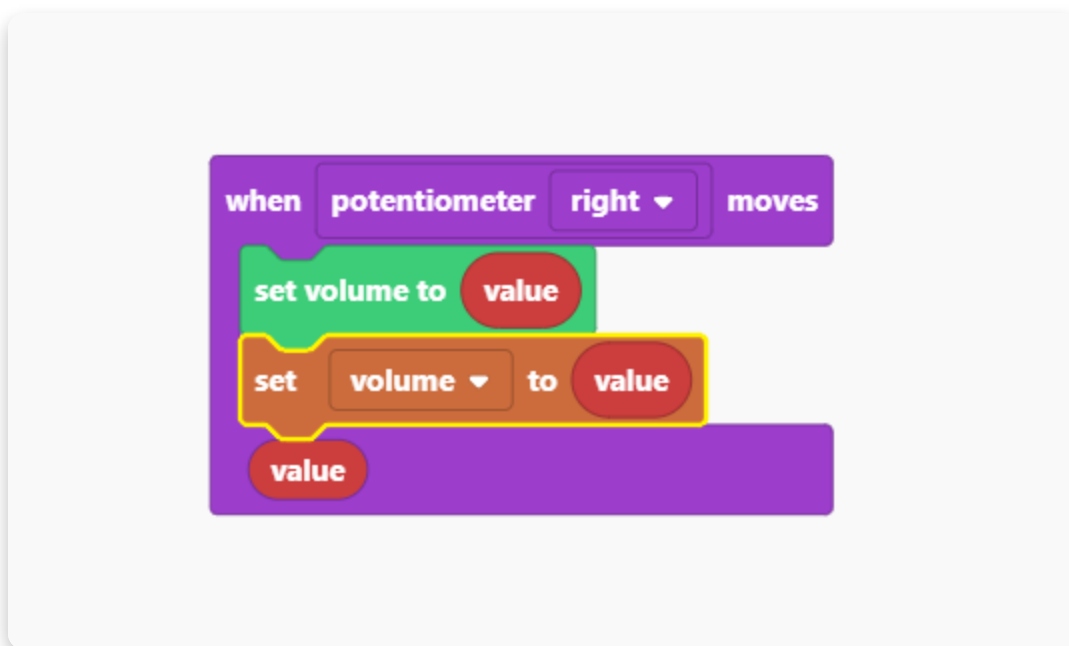 when potentiometer right moves
set volume to value
set volume to value
value